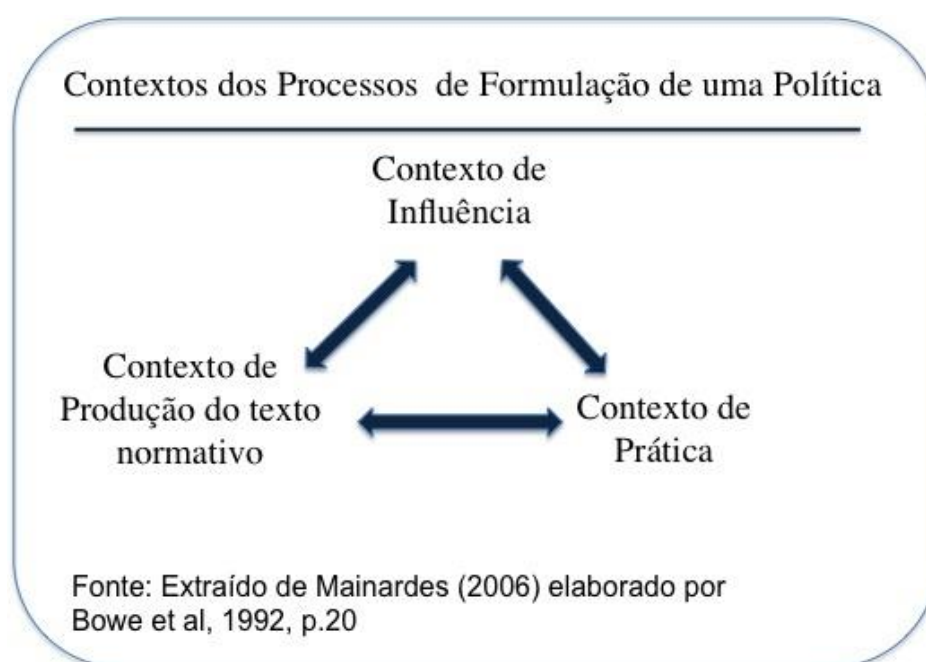 Contextos dos Processos de Formulação de uma Política
Contexto de
Influência
Contexto de
Produção do texto
normativo
Contexto de
Prática
Fonte: Extraído de Mainardes (2006) elaborado por
Bowe et al, 1992, p.20